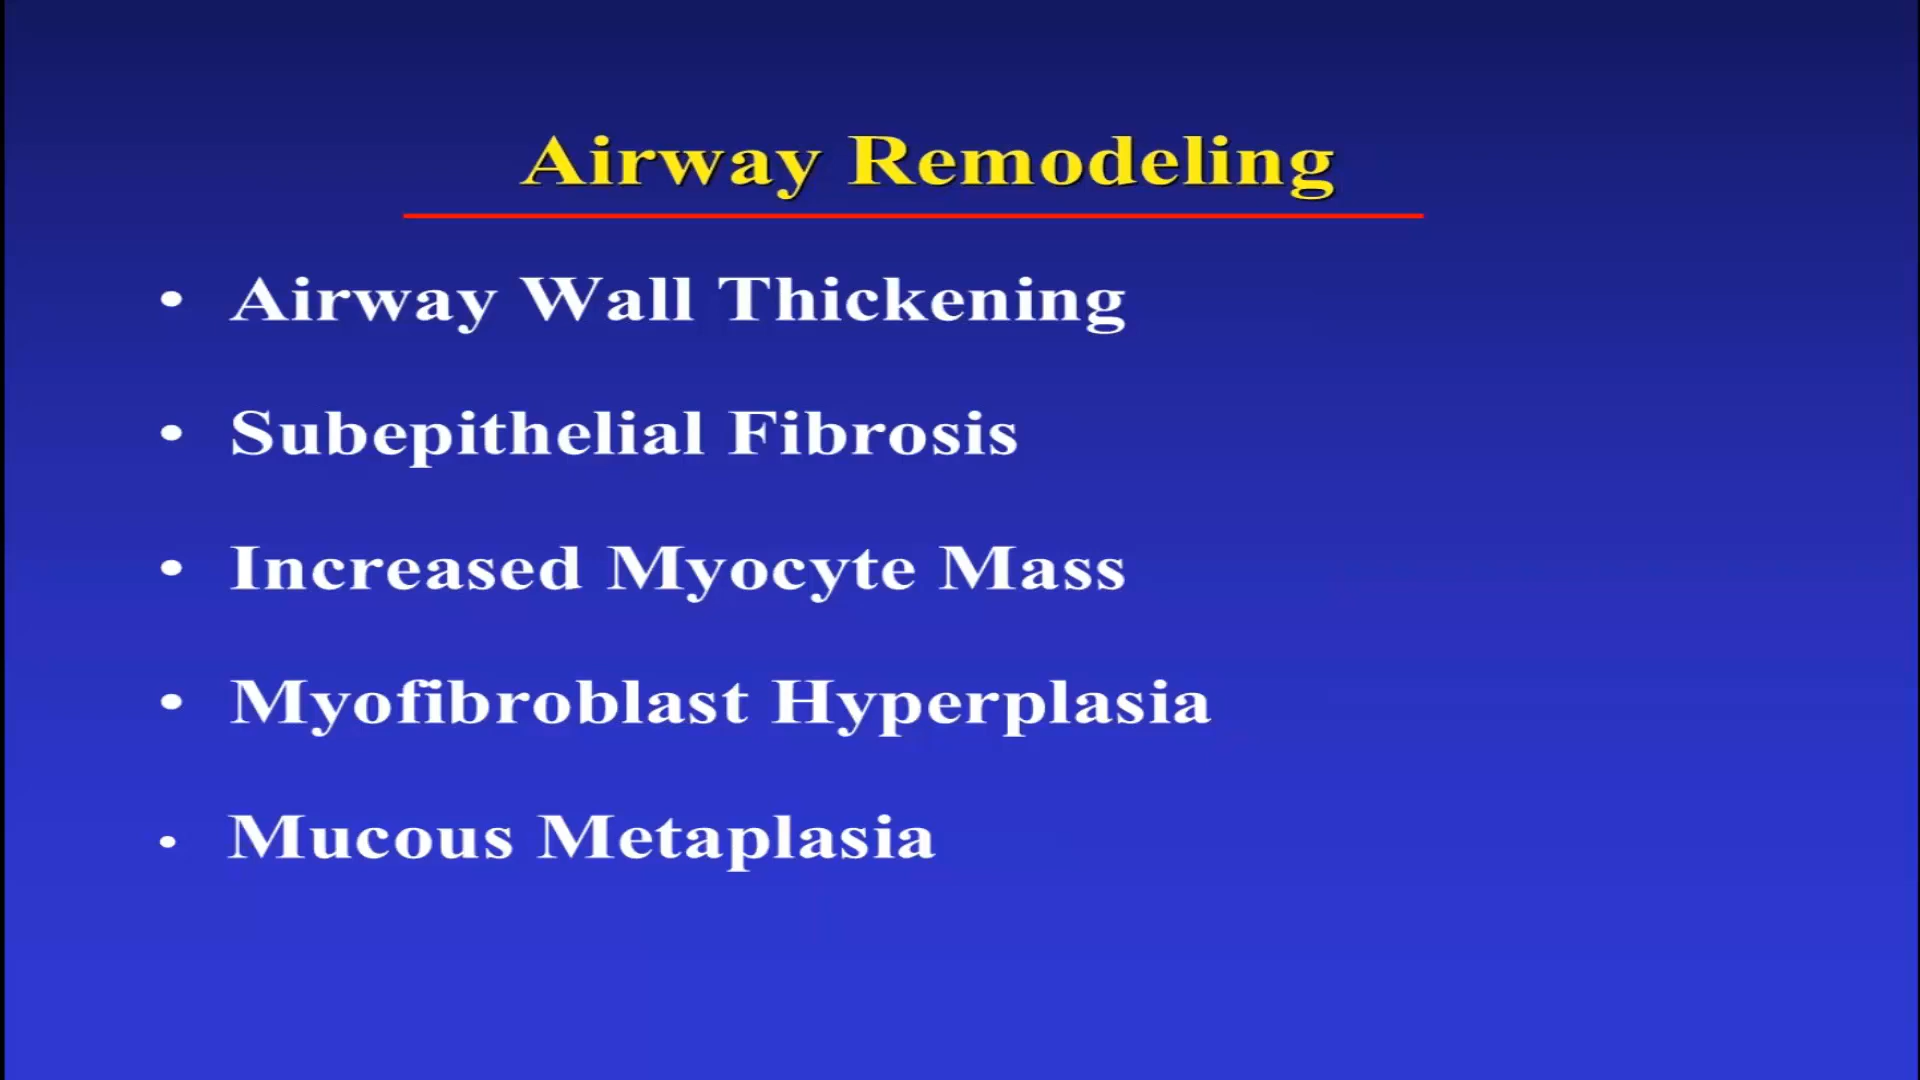 Airway Remodeling
• Airway Wall Thickening
• Subepithelial Fibrosis
• Increased Myocyte Mass
• Myofibroblast Hyperplasia
• Mucous Metaplasia